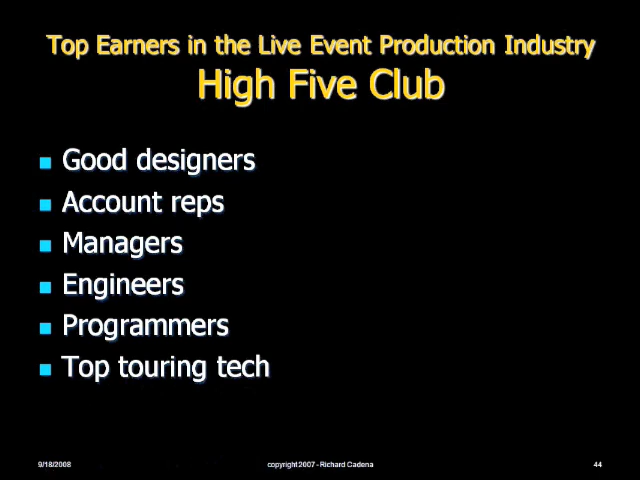 Top Earners in the Live Event Production Industry
High Five Club
Good designers
Account reps
Managers
Engineers
Programmers
Top touring tech
9/18/2008 copyright 2007 - Richard Cadena 44